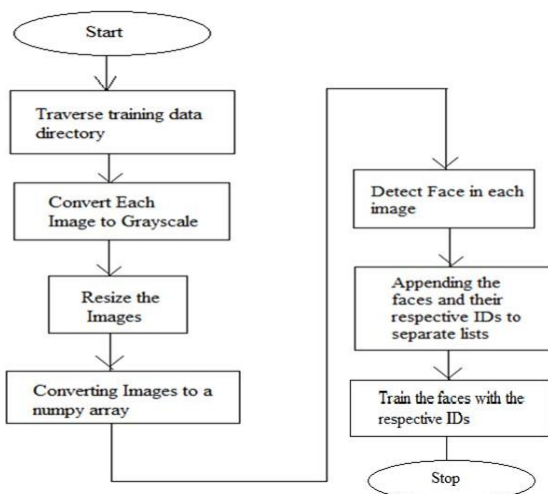 Start
Traverse training data
directory
Convert Each
Image to Grayscale
Resize the
Images
Converting Images to a
numpy array
Detect Face in each
image
Appending the
faces and their
respective IDs to
separate lists
Train the faces with the
respective IDs
Stop